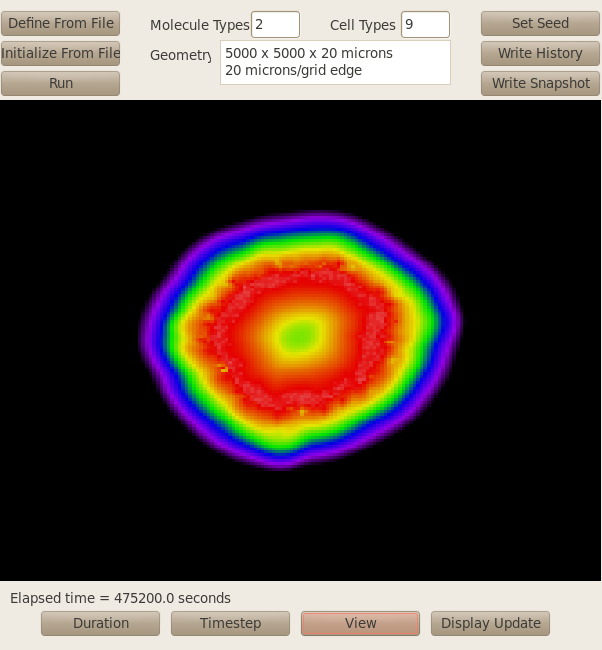 Define From File
Molecule Types 2
Cell Types 9
Set Seed
Initialize From File
Geometry
5000 x 5000 x 20 microns
20 microns/grid edge
Write History
Run
Write Snapshot
Elapsed time = 475200.0 seconds
Duration
Timestep
View
Display Update